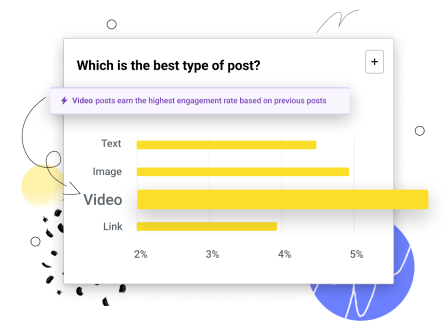 Which is the best type of post?
+
Video posts earn the highest engagement rate based on previous posts
Text
Image
Video
Link
2% 3% 4% 5%